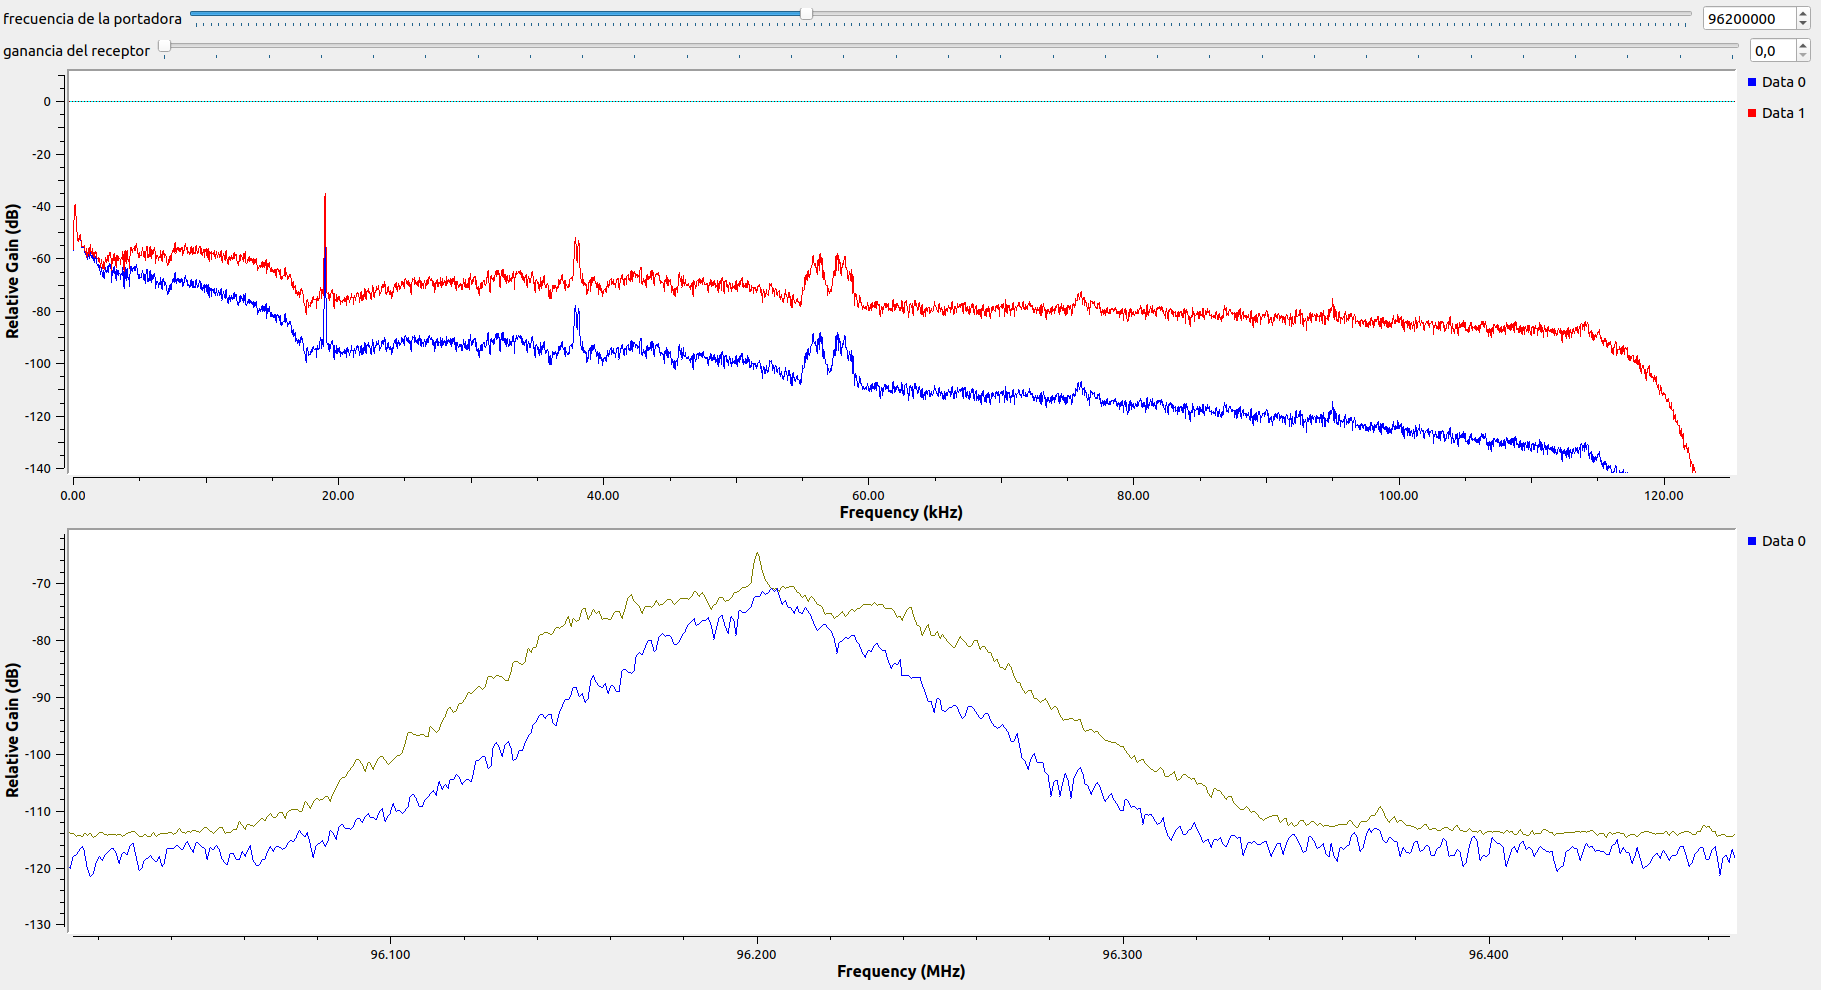 frecuencia de la portadora 96200000
ganancia del receptor 0,0
Data 0
Data 1
Relative Gain (dB)
0
-20
-40
-60
-80
-100
-120
-140
0.00 20.00 40.00 60.00 80.00 100.00 120.00
Frequency (kHz)
Data 0
Relative Gain (dB)
-70
-80
-90
-100
-110
-120
-130
96.100 96.200 96.300 96.400
Frequency (MHz)